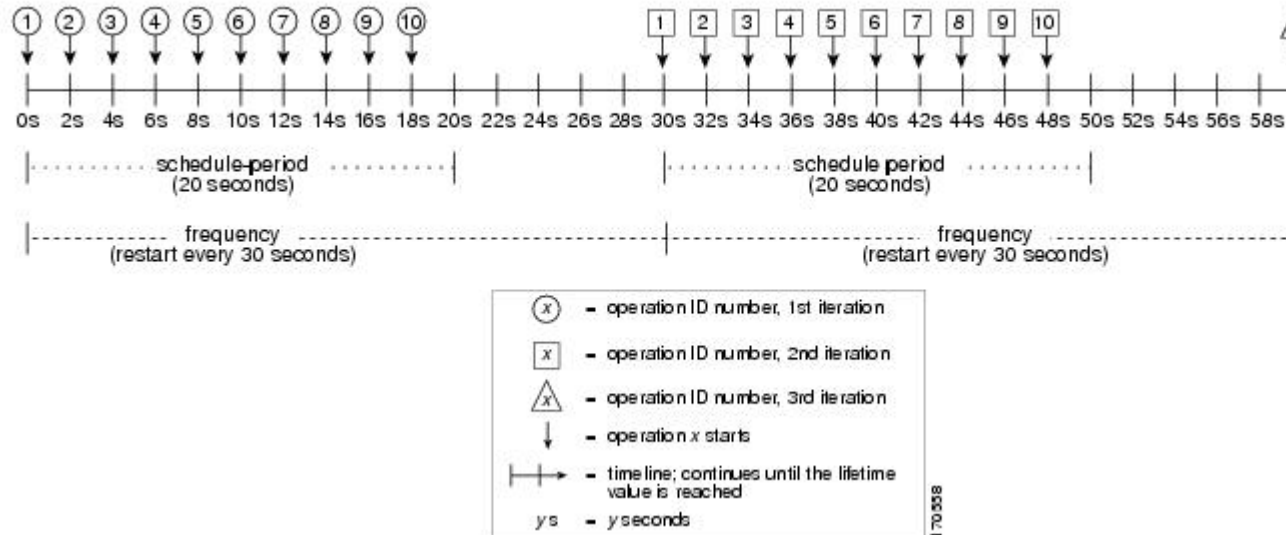 1 2 3 4 5 6 7 8 9 10 1 2 3 4 5 6 7 8 9 10
0s 2s 4s 6s 8s 10s 12s 14s 16s 18s 20s 22s 24s 26s 28s 30s 32s 34s 36s 38s 40s 42s 44s 46s 48s 50s 52s 54s 56s 58s
schedule-period schedule period
(20 seconds) (20 seconds)
frequency frequency
(restart every 30 seconds) (restart every 30 seconds)
x = operation ID number, 1st iteration
x = operation ID number, 2nd iteration
x = operation ID number, 3rd iteration
= operation x starts
= timeline; continues until the lifetime
value is reached
y s = y seconds
170558